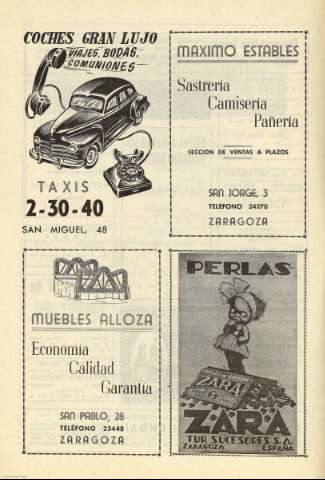 COCHES GRAN LUJO
VIAJES, BODAS,
COMUNIONES
TAXIS
2-30-40
SAN MIGUEL, 48
MAXIMO ESTABLES
Sastrería
Camisería
Pañería
SECCION DE VENTAS A PLAZOS
SAN JORGE, 3
TELEFONO 24770
ZARAGOZA
MUEBLES ALLOZA
Economía
Calidad
Garantía
SAN PABLO, 28
TELÉFONO 23448
ZARAGOZA
PERLAS
ZARA
ZARA
TUR SUCESORES S.A.
ZARAGOZA ESPAÑA